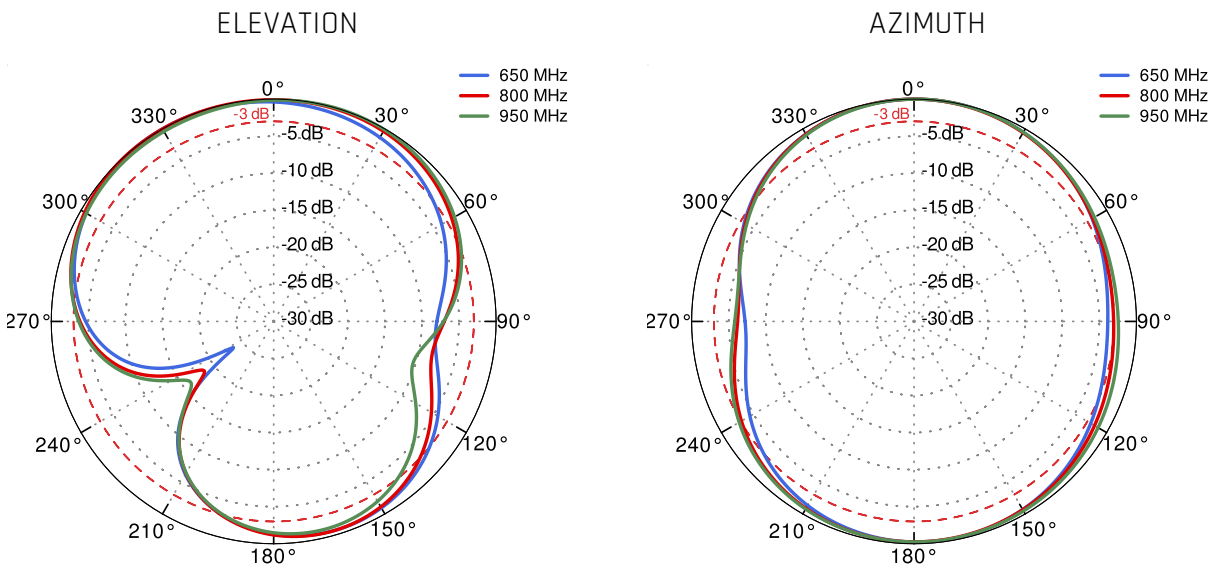 ELEVATION
650 MHz
800 MHz
950 MHz
0°
330°
-3 dB
30°
-5 dB
-10 dB
300°
60°
-15 dB
-20 dB
-25 dB
270°
-30 dB
90°
240°
120°
210°
150°
180°
AZIMUTH
650 MHz
800 MHz
950 MHz
0°
330°
-3 dB
30°
-5 dB
-10 dB
300°
60°
-15 dB
-20 dB
-25 dB
270°
-30 dB
90°
240°
120°
210°
150°
180°